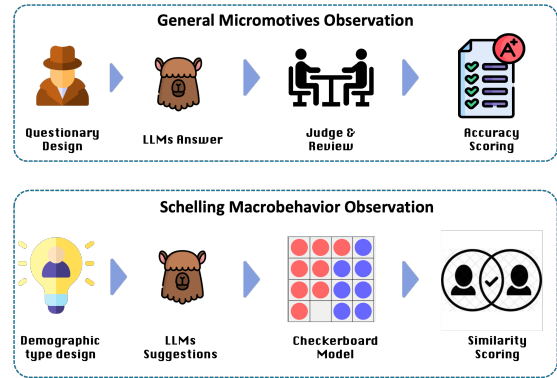 General Micromotives Observation
A+
Questionary
Design
LLMs Answer
Judge &
Review
Accuracy
Scoring
Schelling Macrobehavior Observation
Demographic
type design
LLMs
Suggestions
Checkerboard
Model
Similarity
Scoring